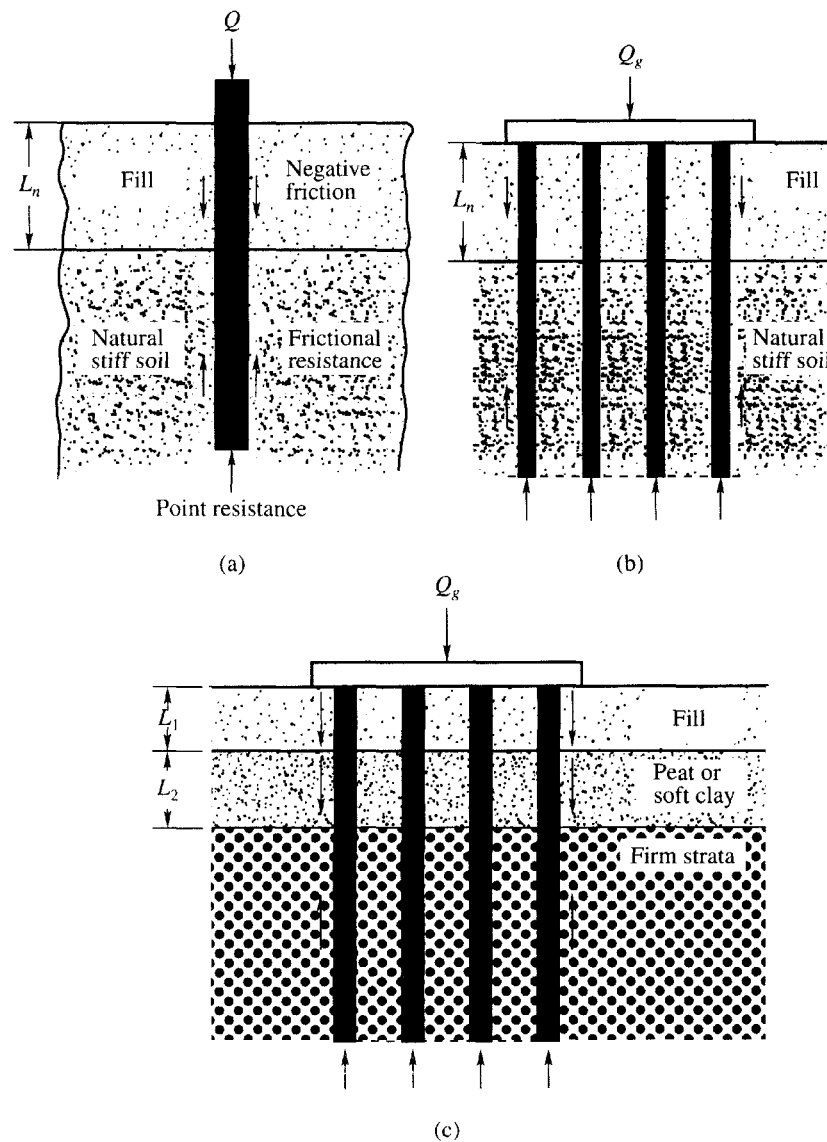 Q
L_n
Fill
Negative
friction
Natural
stiff soil
Frictional
resistance
Point resistance
(a)
Q_g
L_n
Fill
Natural
stiff soil
(b)
Q_g
L_1
Fill
L_2
Peat or
soft clay
Firm strata
(c)